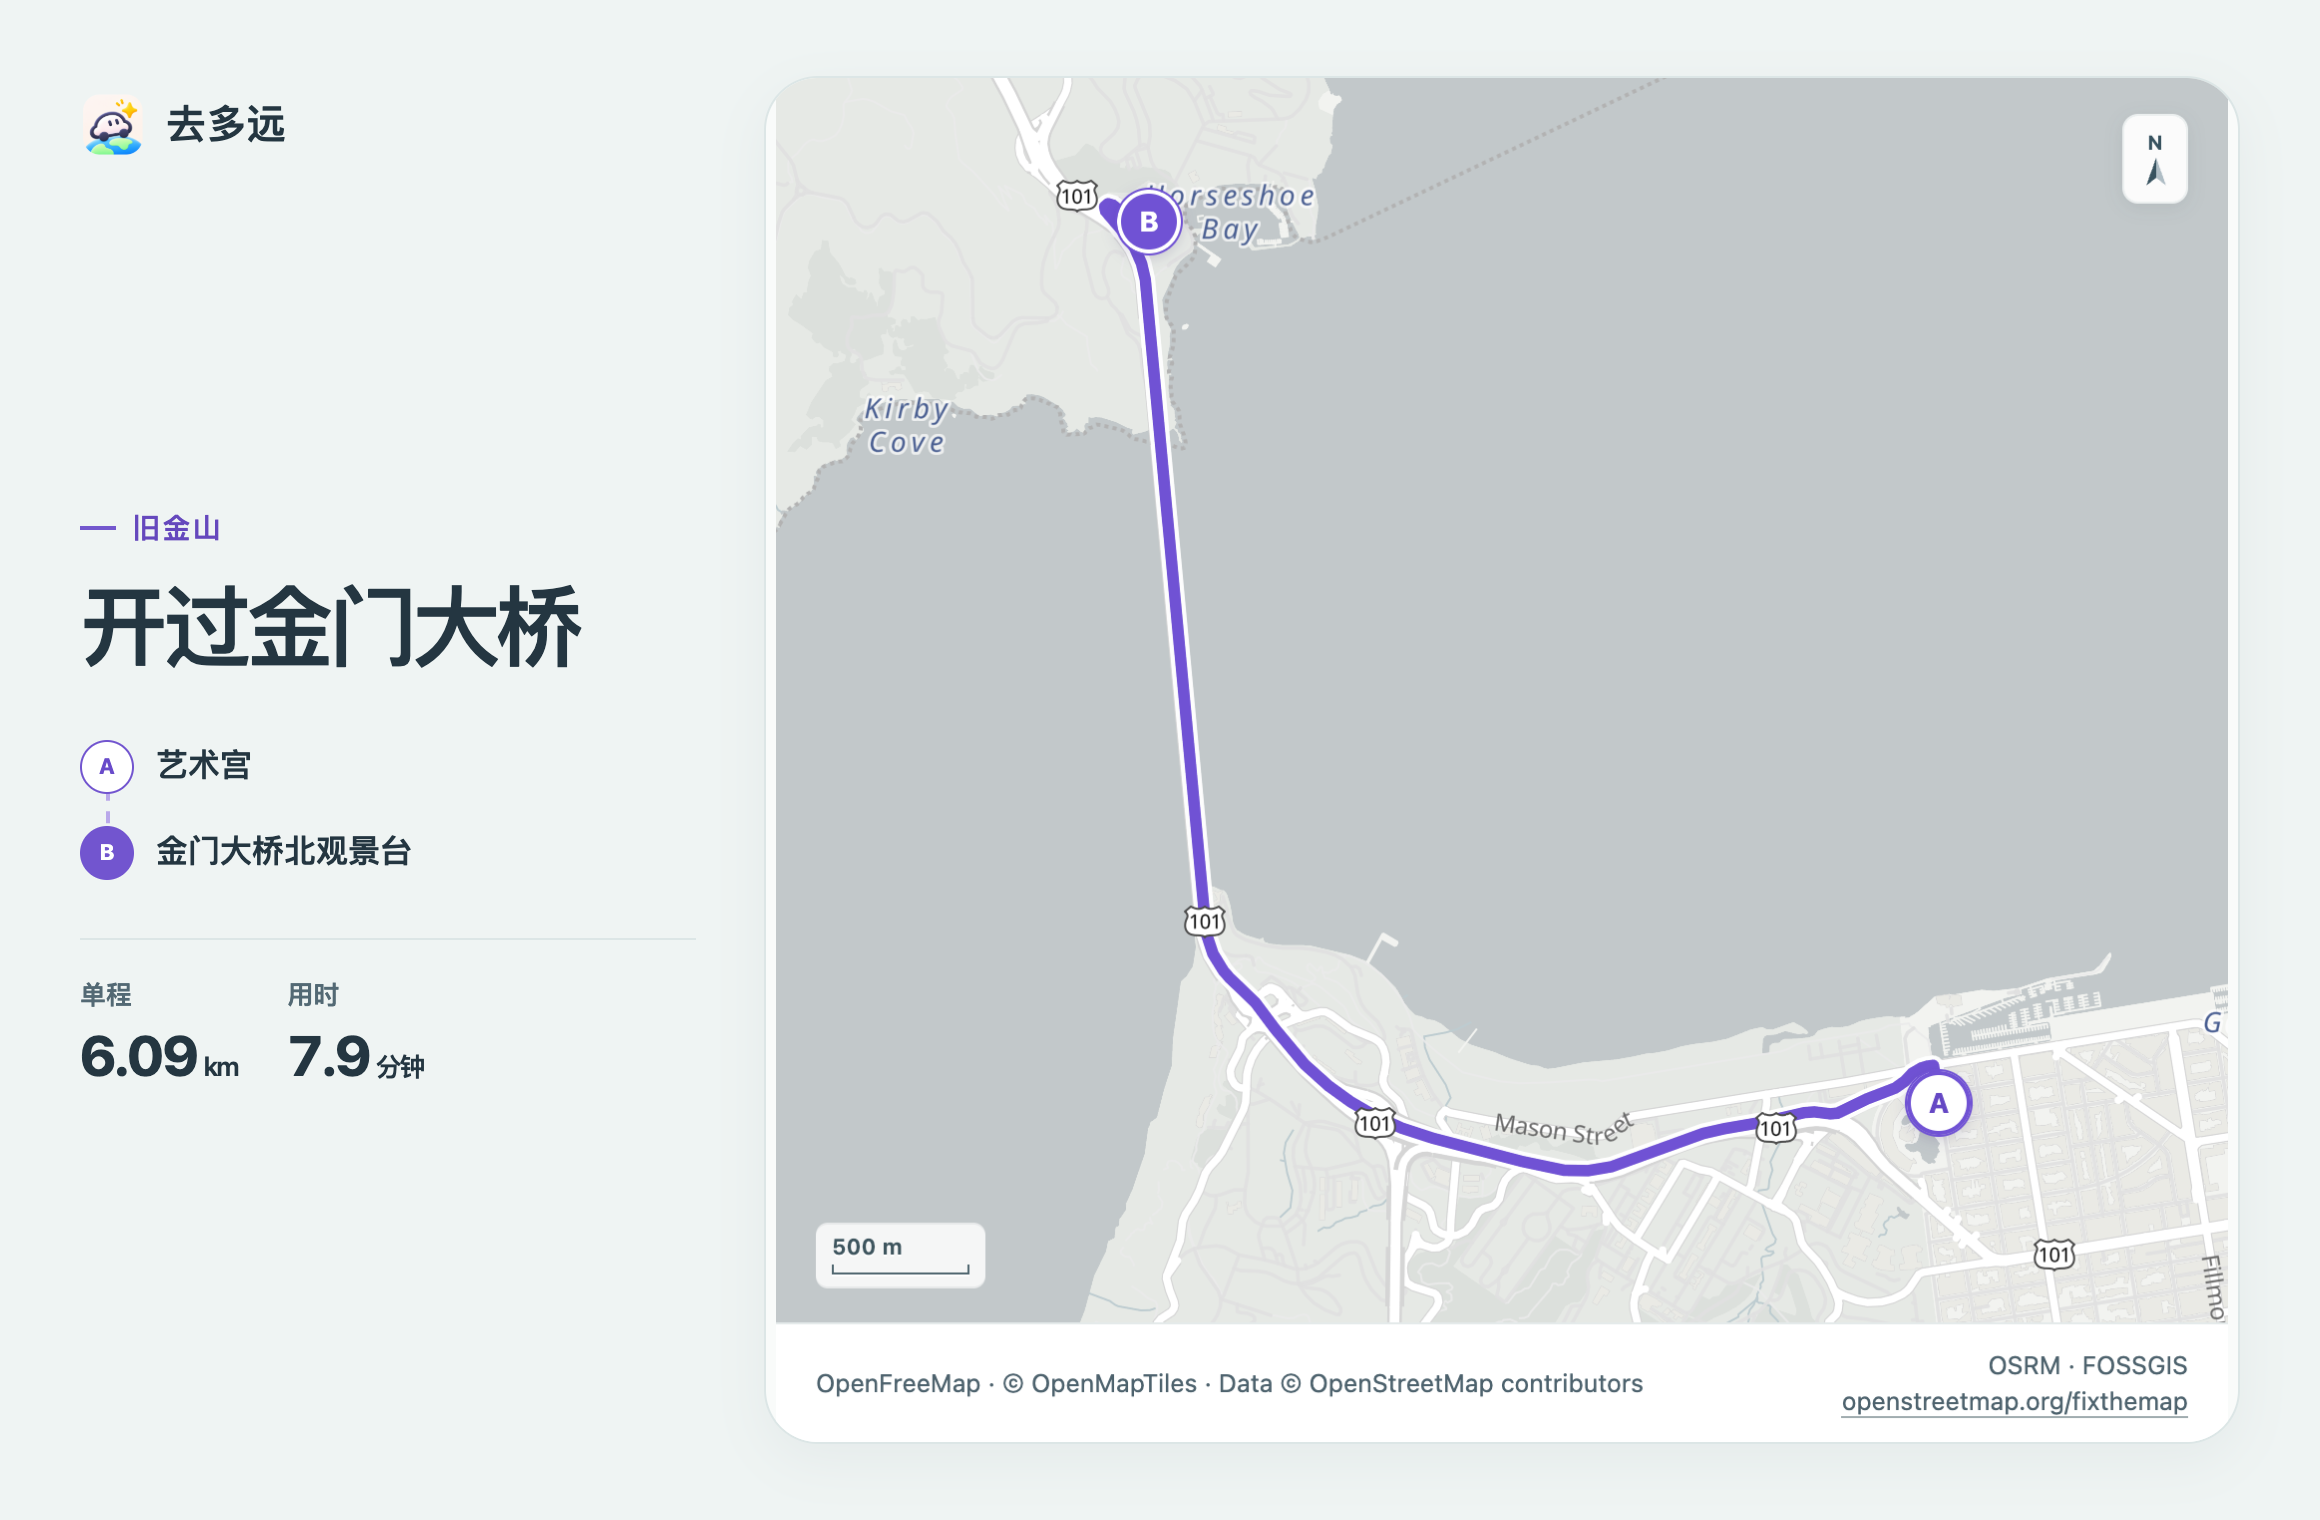 去多远
旧金山
开过金门大桥
A 艺术宫
B 金门大桥北观景台
单程 用时
6.09 km 7.9 分钟
N
101
B
Horseshoe
Bay
Kirby
Cove
101
G
A
101
Mason Street
101
500 m
101
OpenFreeMap · © OpenMapTiles · Data © OpenStreetMap contributors
OSRM · FOSSGIS
openstreetmap.org/fixthemap